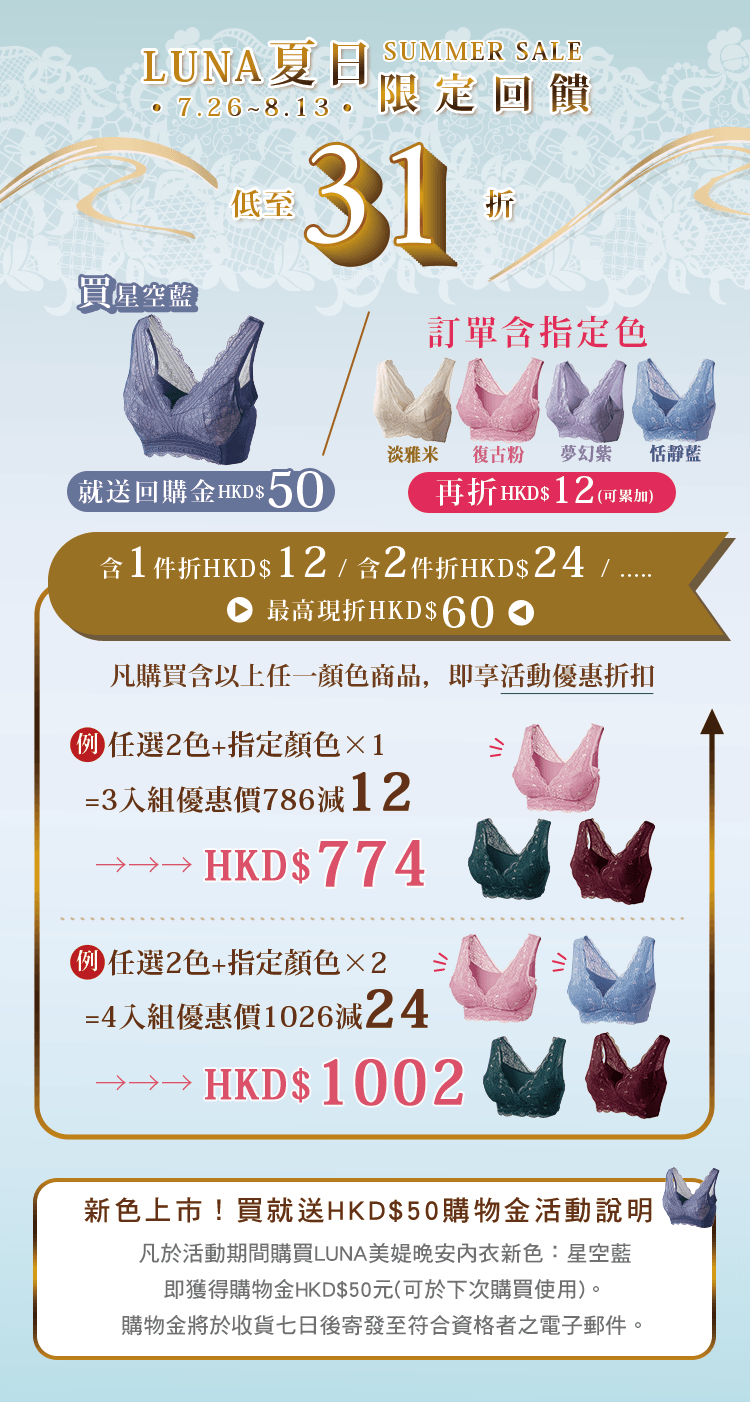 LUNA夏日 SUMMER SALE
•7.26~8.13• 限定回饋
低至31折
買星空藍
就送回購金HKD$50
訂單含指定色
淡雅米 復古粉 夢幻紫 恬靜藍
再折HKD$12(可累加)
含1件折HKD$12 / 含2件折HKD$24 / .....
最高現折HKD$60
凡購買含以上任一顏色商品，即享活動優惠折扣
例 任選2色+指定顏色×1
=3入組優惠價786減12
→→→ HKD$774
例 任選2色+指定顏色×2
=4入組優惠價1026減24
→→→ HKD$1002
新色上市！買就送HKD$50購物金活動說明
凡於活動期間購買LUNA美媞晚安內衣新色：星空藍
即獲得購物金HKD$50元(可於下次購買使用)。
購物金將於收貨七日後寄發至符合資格者之電子郵件。